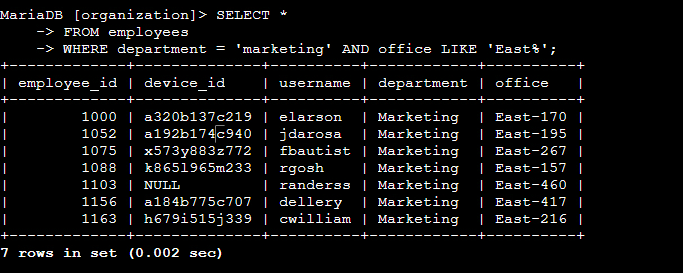 MariaDB [organization]> SELECT *
    -> FROM employees
    -> WHERE department = 'marketing' AND office LIKE 'East%';
+-------------+--------------+----------+------------+----------+
| employee_id | device_id    | username | department | office   |
+-------------+--------------+----------+------------+----------+
|        1000 | a320b137c219 | elarson  | Marketing  | East-170 |
|        1052 | a192b174c940 | jdarosa  | Marketing  | East-195 |
|        1075 | x573y883z772 | fbautist | Marketing  | East-267 |
|        1088 | k865l965m233 | rgosh    | Marketing  | East-157 |
|        1103 | NULL         | randerss | Marketing  | East-460 |
|        1156 | a184b775c707 | dellery  | Marketing  | East-417 |
|        1163 | h679i515j339 | cwilliam | Marketing  | East-216 |
+-------------+--------------+----------+------------+----------+
7 rows in set (0.002 sec)